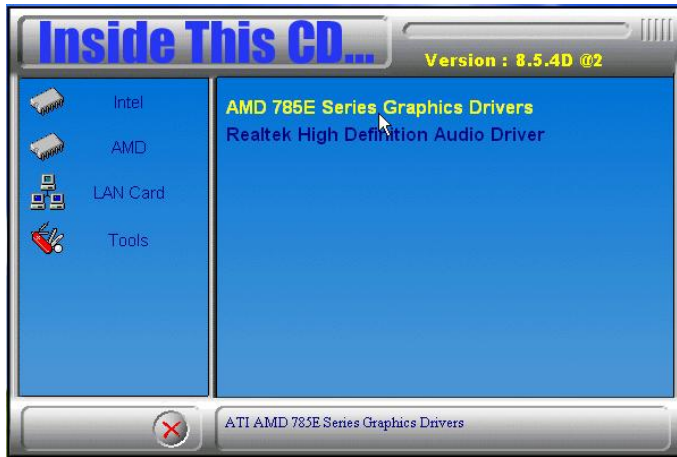 Inside This CD...
Version : 8.5.4D @2
Intel
AMD
LAN Card
Tools
AMD 785E Series Graphics Drivers
Realtek High Definition Audio Driver
ATI AMD 785E Series Graphics Drivers